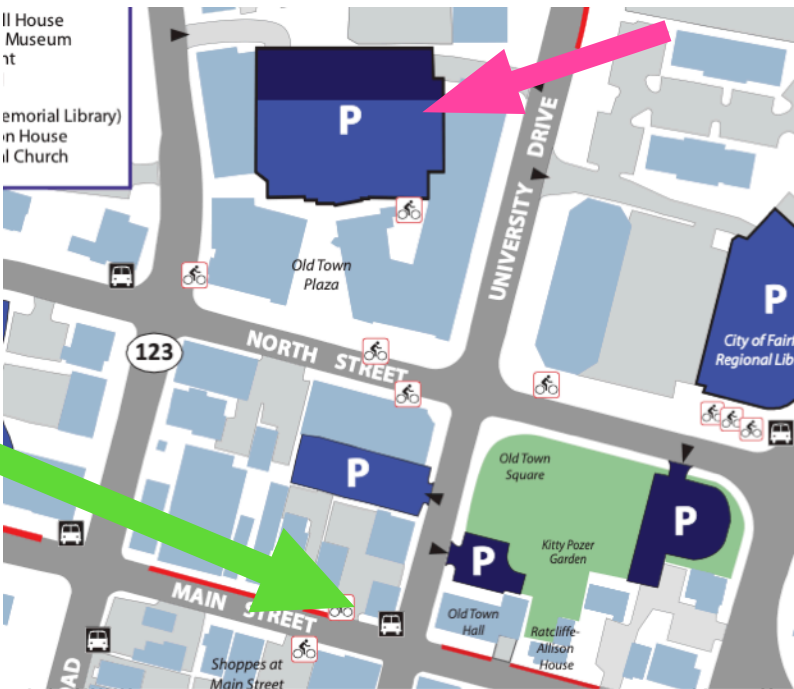 ll House
Museum
nt
emorial Library)
on House
l Church
P
UNIVERSITY DRIVE
Old Town
Plaza
P
City of Fairf
Regional Lib
123
NORTH STREET
P
Old Town
Square
P
Kitty Pozer
Garden
P
MAIN STREET
Old Town
Hall
Ratcliffe-
Allison
House
Shoppes at
Main Street
OAD